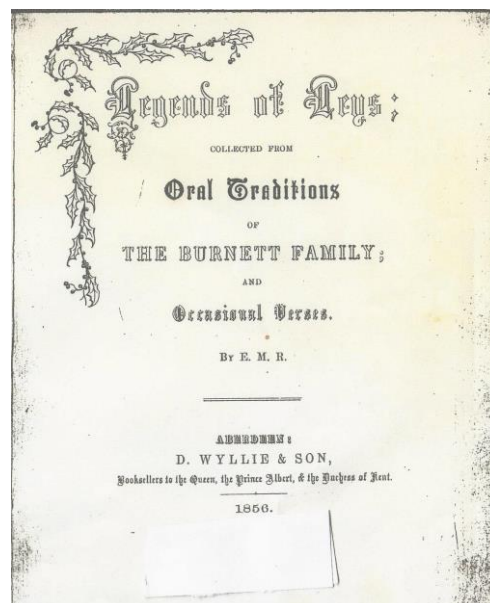 Legends of Leys;
COLLECTED FROM
Oral Traditions
OF
THE BURNETT FAMILY;
AND
Occasional Verses.
BY E. M. R.
ABERDEEN:
D. WYLLIE & SON,
Booksellers to the Queen, the Prince Albert, & the Duchess of Kent.
1856.